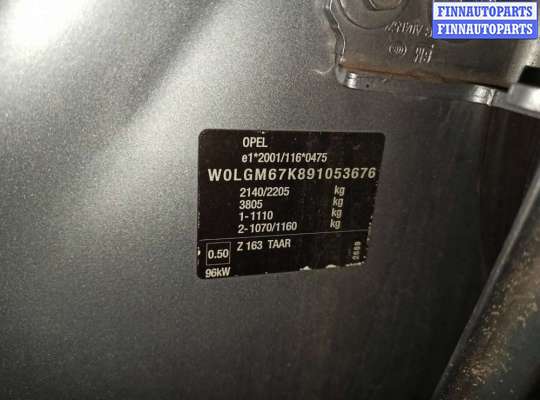 FINNAUTOPARTS
FINNAUTOPARTS
OPEL
e1*2001/116*0475
W0LGM67K891053676
2140/2205 kg
3805 kg
1-1110 kg
2-1070/1160 kg
0.50 Z 163 TAAR
96kW